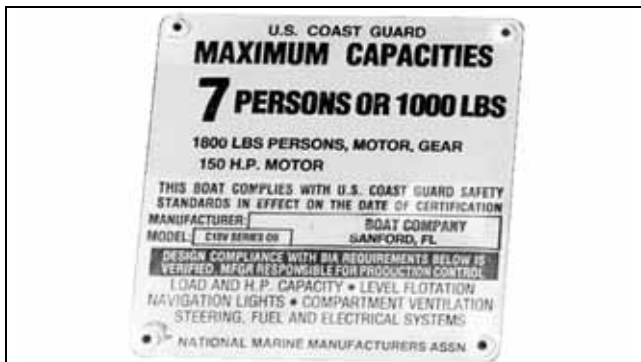 U.S. COAST GUARD
MAXIMUM CAPACITIES
7 PERSONS OR 1000 LBS
1800 LBS PERSONS, MOTOR, GEAR
150 H.P. MOTOR
THIS BOAT COMPLIES WITH U.S. COAST GUARD SAFETY
STANDARDS IN EFFECT ON THE DATE OF CERTIFICATION
MANUFACTURER: BOAT COMPANY
MODEL: SERIES SANFORD, FL
DESIGN COMPLIANCE WITH BIA REQUIREMENTS BELOW IS
VERIFIED. MFGR RESPONSIBLE FOR PRODUCTION CONTROL
LOAD AND H.P. CAPACITY • LEVEL FLOTATION
NAVIGATION LIGHTS • COMPARTMENT VENTILATION
STEERING, FUEL AND ELECTRICAL SYSTEMS
NATIONAL MARINE MANUFACTURERS ASSN